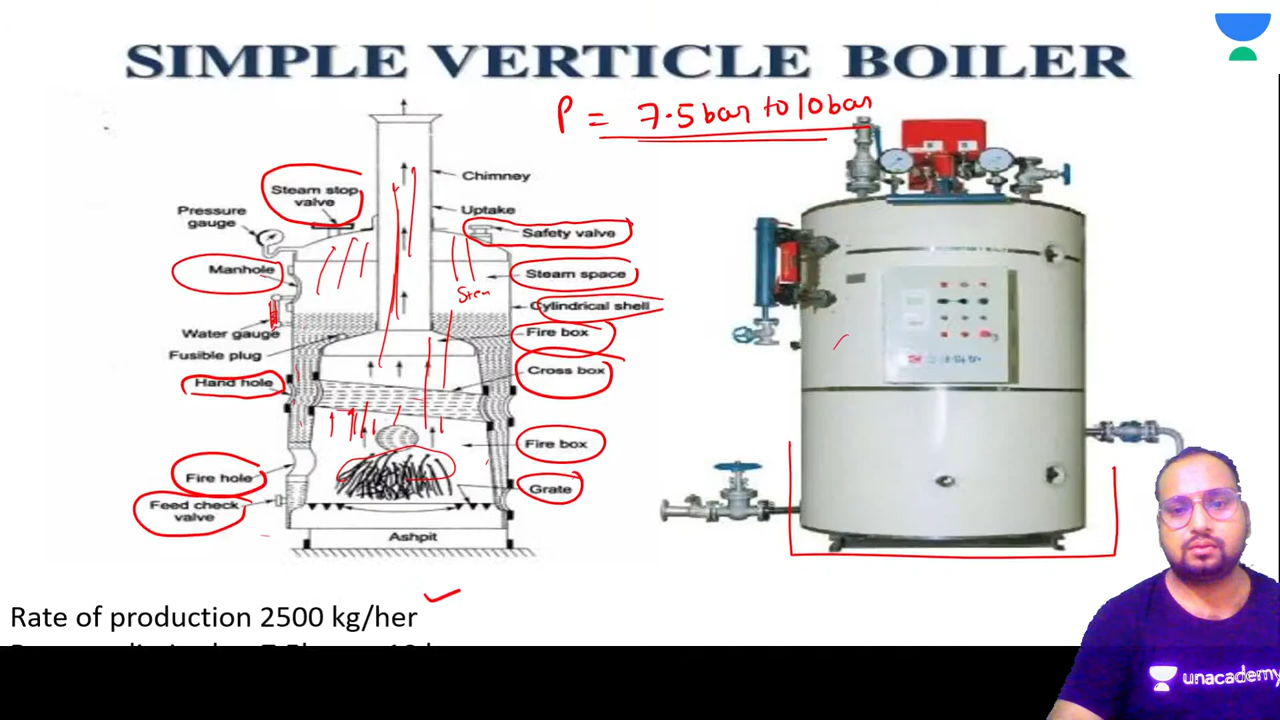 SIMPLE VERTICLE BOILER
P = 7.5 bar to 10 bar
Steam stop
valve
Pressure
gauge
Manhole
Water gauge
Fusible plug
Hand hole
Fire hole
Feed check
valve
Chimney
Uptake
Safety valve
Steam space
Cylindrical shell
Fire box
Cross box
Fire box
Grate
Ashpit
Rate of production 2500 kg/her
unacademy